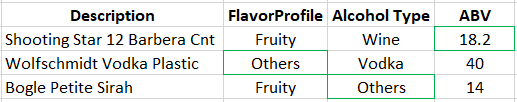 Description FlavorProfile Alcohol Type ABV
Shooting Star 12 Barbera Cnt Fruity Wine 18.2
Wolfschmidt Vodka Plastic Others Vodka 40
Bogle Petite Sirah Fruity Others 14